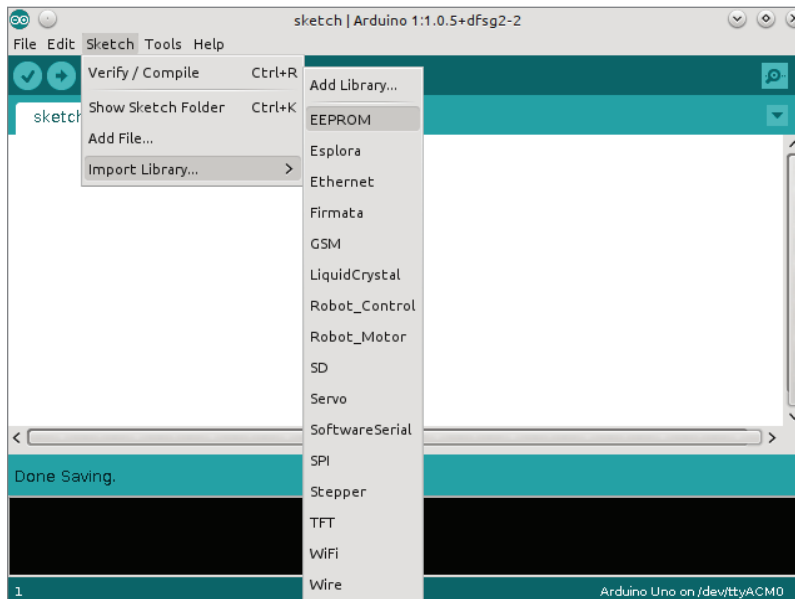 sketch | Arduino 1:1.0.5+dfsg2-2
File Edit Sketch Tools Help
Verify / Compile Ctrl+R
Show Sketch Folder Ctrl+K
Add File...
Import Library...
sketch
Add Library...
EEPROM
Esplora
Ethernet
Firmata
GSM
LiquidCrystal
Robot_Control
Robot_Motor
SD
Servo
SoftwareSerial
SPI
Stepper
TFT
WiFi
Wire
Done Saving.
1 Arduino Uno on /dev/ttyACM0